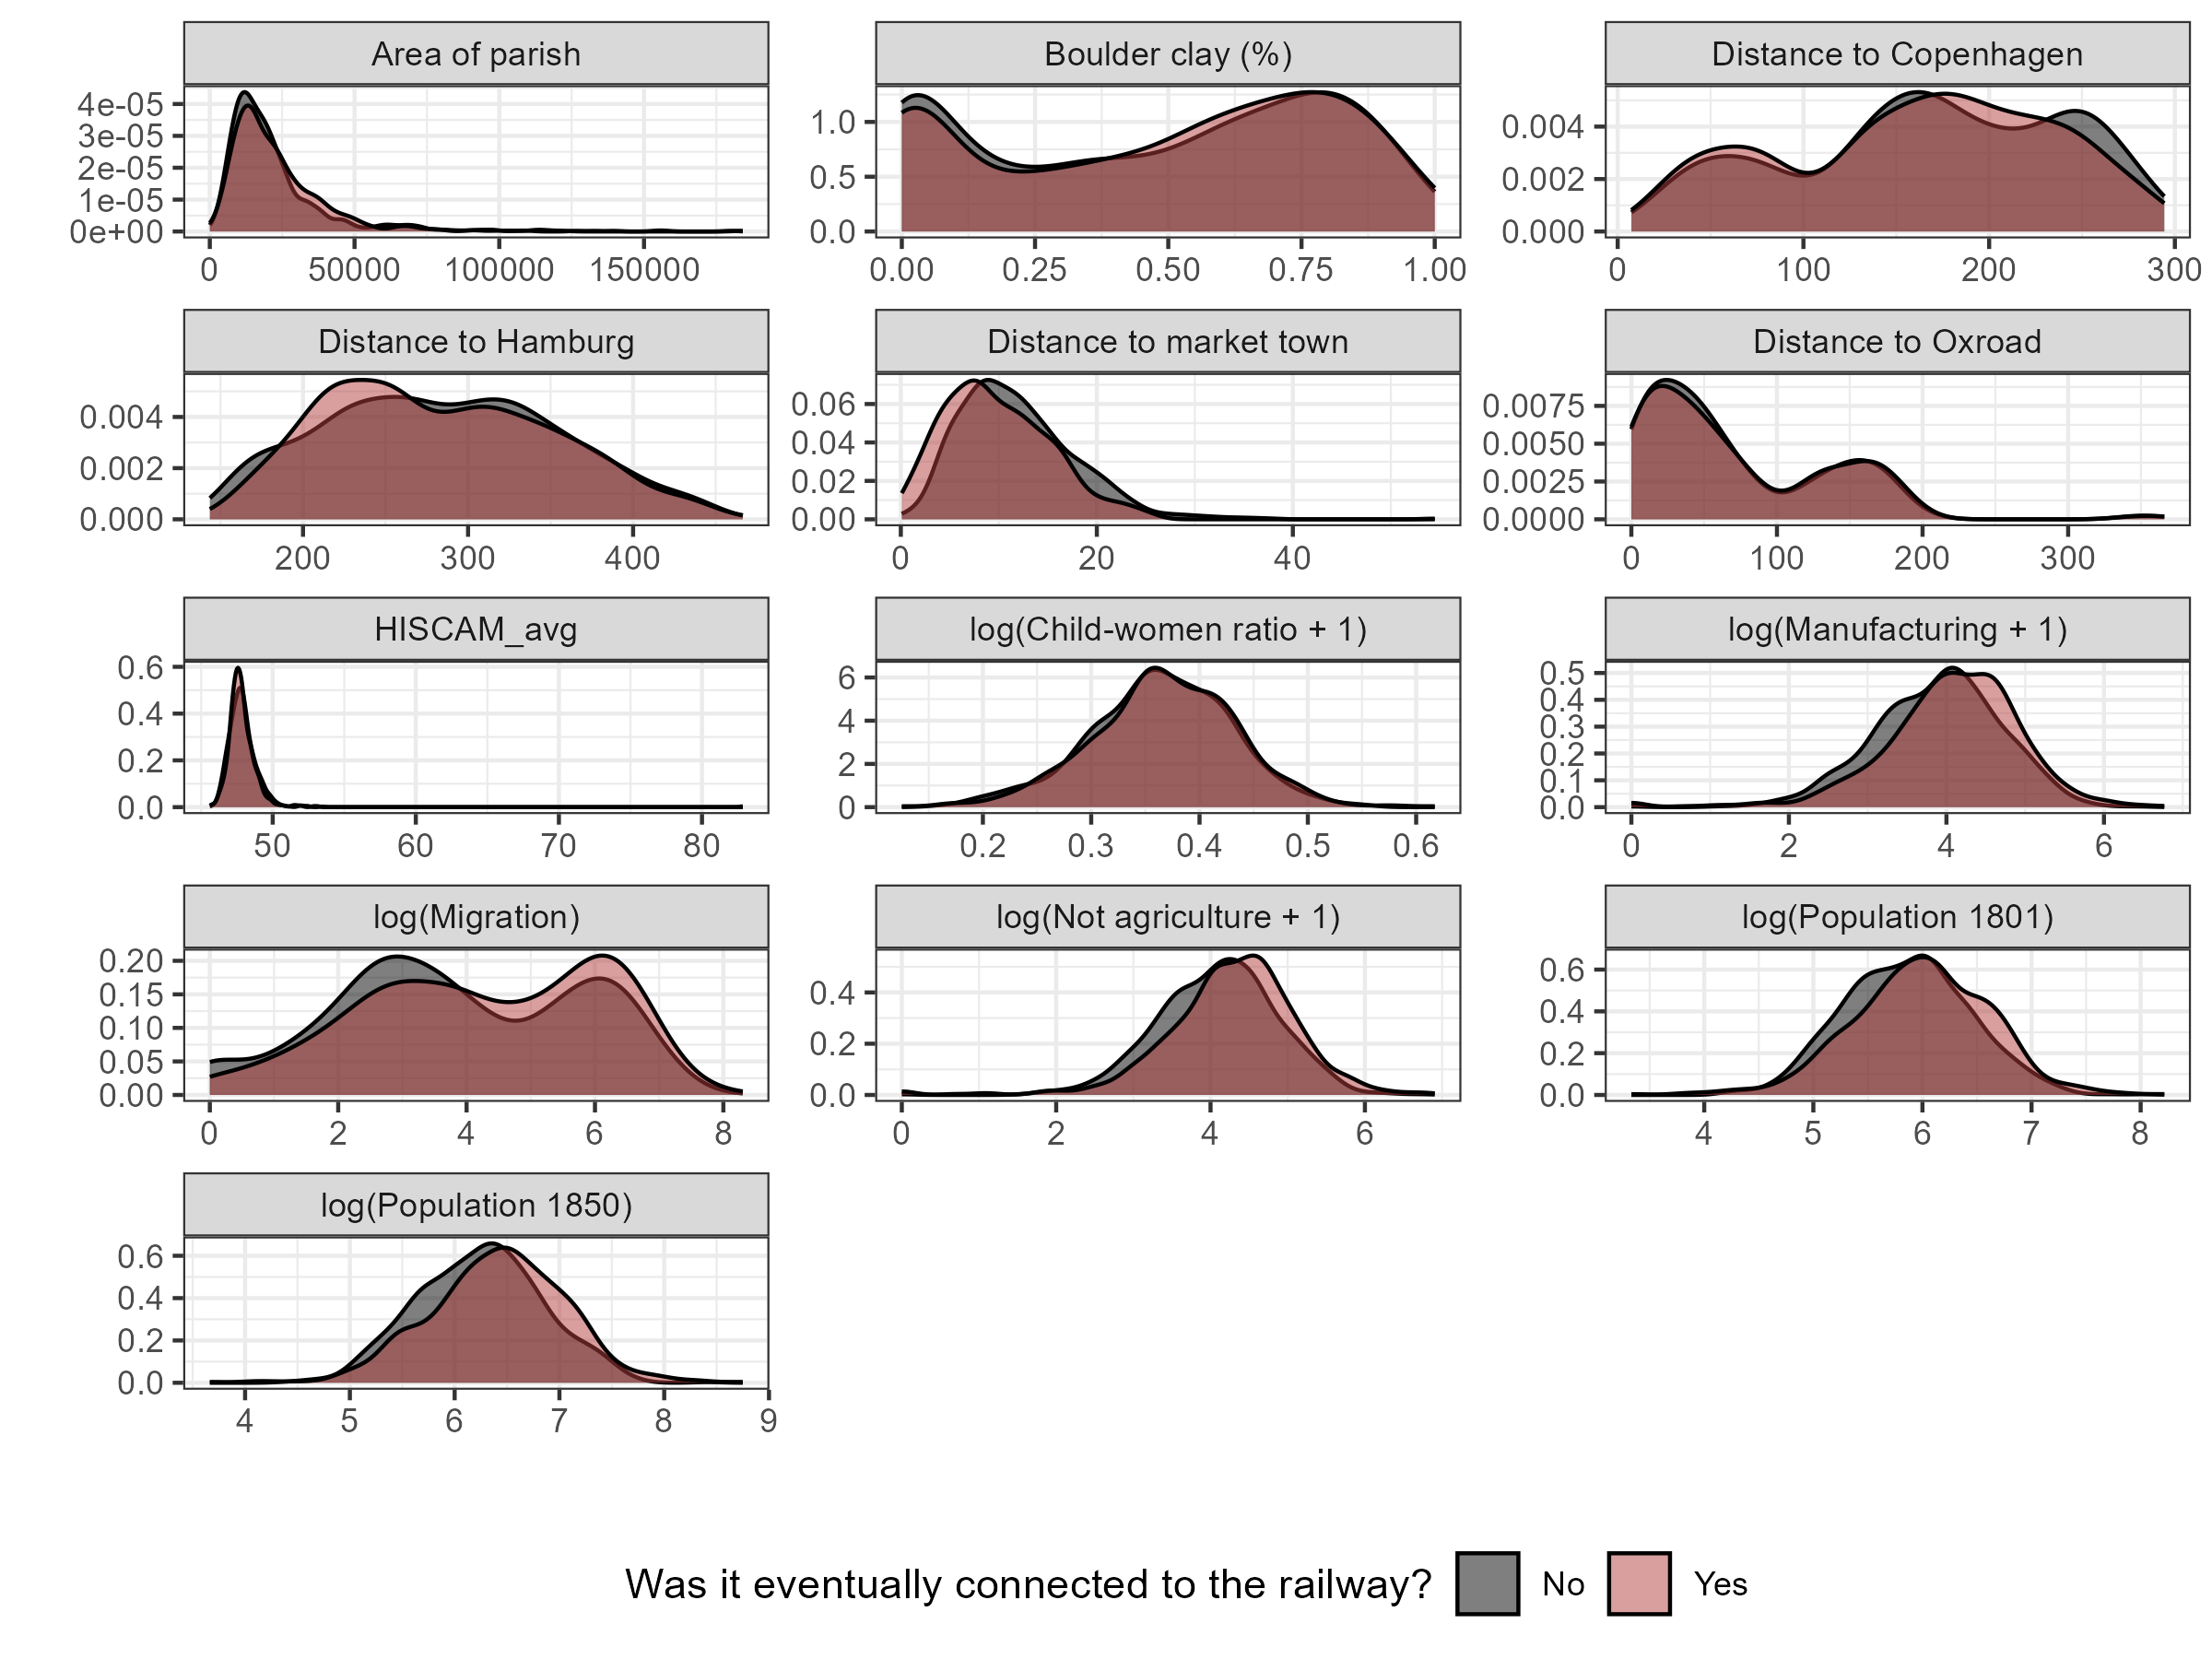 Area of parish
Boulder clay (%)
Distance to Copenhagen
4e-05
3e-05
2e-05
1e-05
0e+00
0 50000 100000 150000
1.0
0.5
0.0
0.00 0.25 0.50 0.75 1.00
0.004
0.002
0.000
0 100 200 300
Distance to Hamburg
Distance to market town
Distance to Oxroad
0.004
0.002
0.000
200 300 400
0.06
0.04
0.02
0.00
0 20 40
0.0075
0.0050
0.0025
0.0000
0 100 200 300
HISCAM_avg
log(Child-women ratio + 1)
log(Manufacturing + 1)
0.6
0.4
0.2
0.0
50 60 70 80
6
4
2
0
0.2 0.3 0.4 0.5 0.6
0.5
0.4
0.3
0.2
0.1
0.0
0 2 4 6
log(Migration)
log(Not agriculture + 1)
log(Population 1801)
0.20
0.15
0.10
0.05
0.00
0 2 4 6 8
0.4
0.2
0.0
0 2 4 6
0.6
0.4
0.2
0.0
4 5 6 7 8
log(Population 1850)
0.6
0.4
0.2
0.0
4 5 6 7 8 9
Was it eventually connected to the railway? No Yes